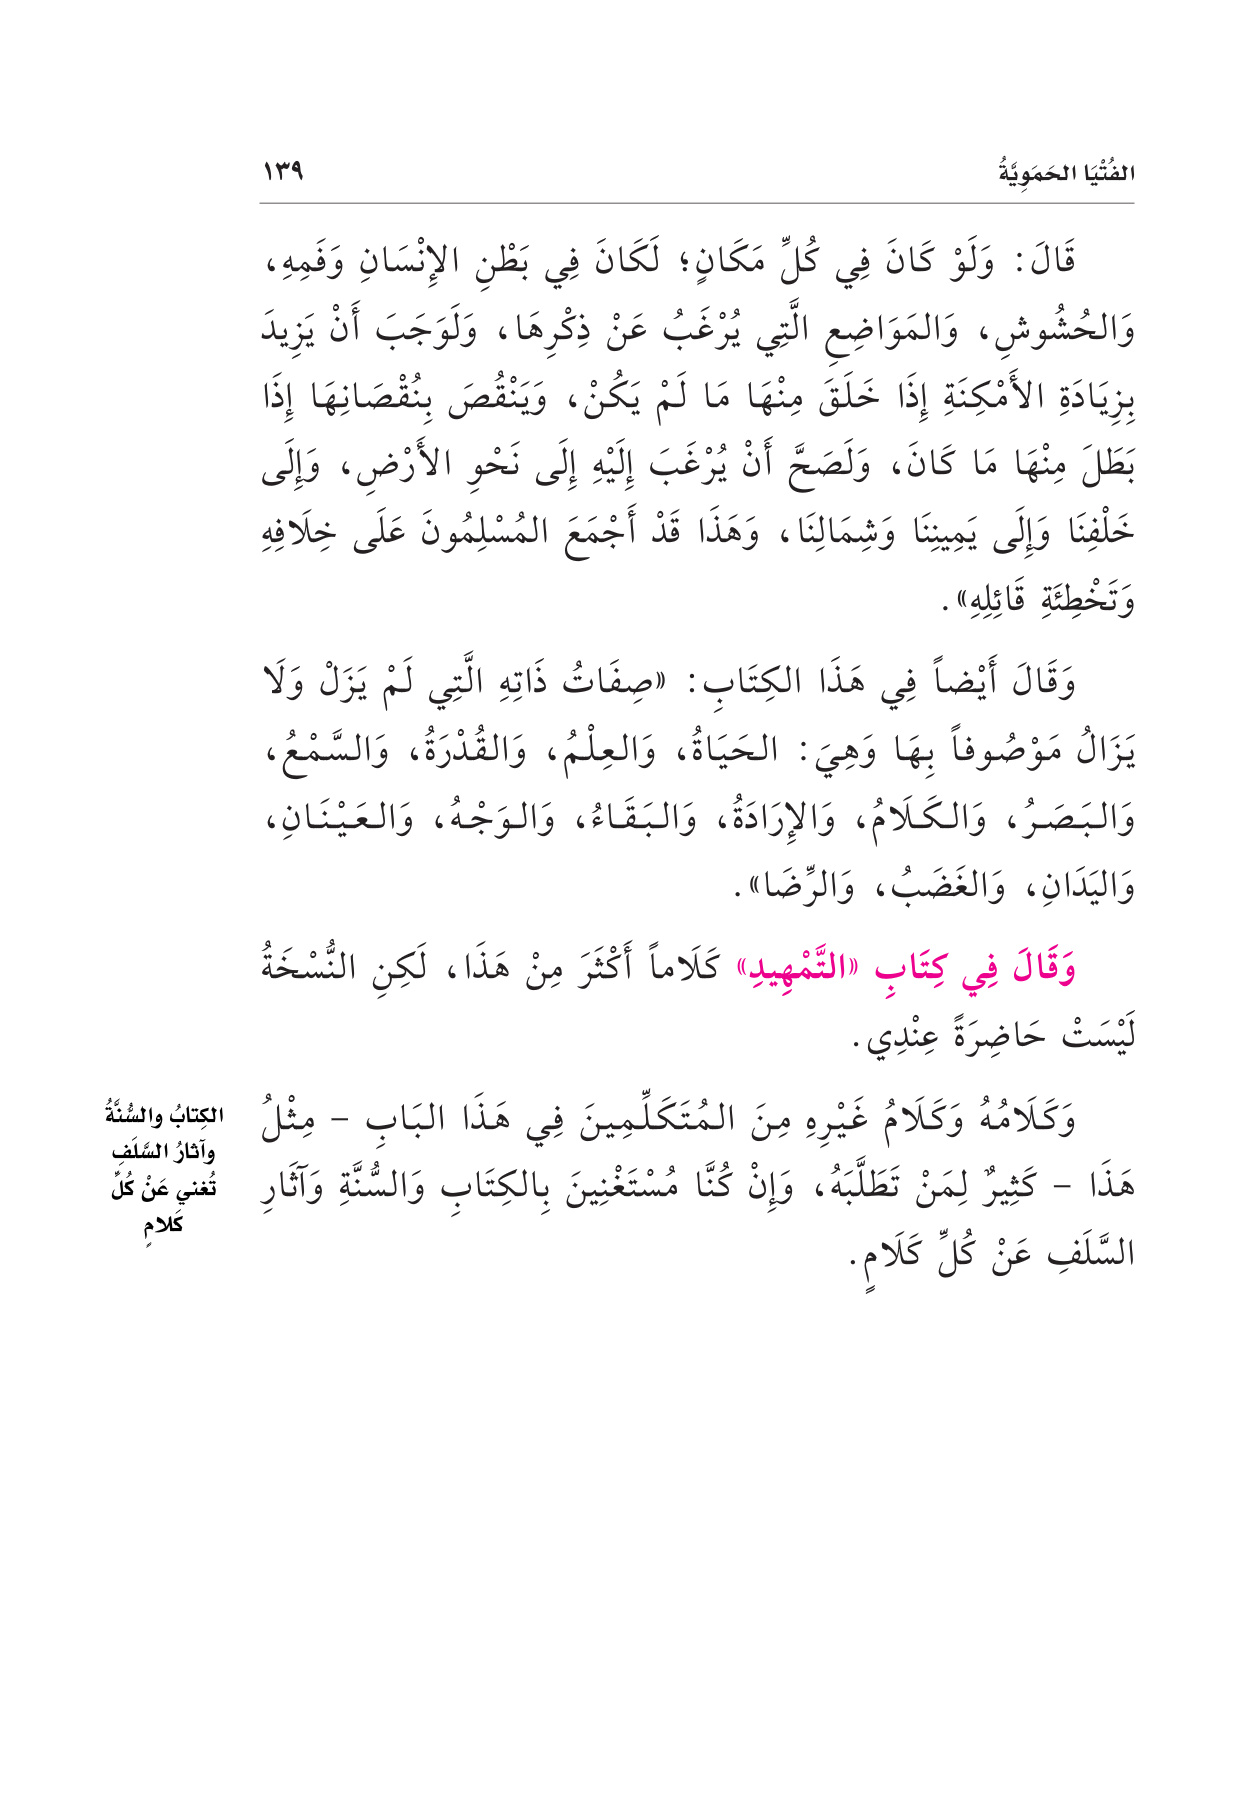 الفُتْيَا الحَمَوِيَّةُ
١٣٩
قَالَ: وَلَوْ كَانَ فِي كُلِّ مَكَانٍ؛ لَكَانَ فِي بَطْنِ الإِنْسَانِ وَفَمِهِ،
وَالحُشُوشِ، وَالمَوَاضِعِ الَّتِي يُرْغَبُ عَنْ ذِكْرِهَا، وَلَوَجَبَ أَنْ يَزِيدَ
بِزِيَادَةِ الأَمْكِنَةِ إِذَا خَلَقَ مِنْهَا مَا لَمْ يَكُنْ، وَيَنْقُصَ بِنُقْصَانِهَا إِذَا
بَطَلَ مِنْهَا مَا كَانَ، وَلَصَحَّ أَنْ يُرْغَبَ إِلَيْهِ إِلَى نَحْوِ الأَرْضِ، وَإِلَى
خَلْفِنَا وَإِلَى يَمِينِنَا وَشِمَالِنَا، وَهَذَا قَدْ أَجْمَعَ المُسْلِمُونَ عَلَى خِلَافِهِ
وَتَخْطِئَةِ قَائِلِهِ».
وَقَالَ أَيْضاً فِي هَذَا الكِتَابِ: «صِفَاتُ ذَاتِهِ الَّتِي لَمْ يَزَلْ وَلَا
يَزَالُ مَوْصُوفاً بِهَا وَهِيَ: الحَيَاةُ، وَالعِلْمُ، وَالقُدْرَةُ، وَالسَّمْعُ،
وَالبَصَرُ، وَالكَلَامُ، وَالإِرَادَةُ، وَالبَقَاءُ، وَالوَجْهُ، وَالعَيْنَانِ،
وَاليَدَانِ، وَالغَضَبُ، وَالرِّضَا».
وَقَالَ فِي كِتَابِ «التَّمْهِيدِ» كَلَاماً أَكْثَرَ مِنْ هَذَا، لَكِنِ النُّسْخَةُ
لَيْسَتْ حَاضِرَةً عِنْدِي.
وَكَلَامُهُ وَكَلَامُ غَيْرِهِ مِنَ المُتَكَلِّمِينَ فِي هَذَا البَابِ - مِثْلُ
هَذَا - كَثِيرٌ لِمَنْ تَطَلَّبَهُ، وَإِنْ كُنَّا مُسْتَغْنِينَ بِالكِتَابِ وَالسُّنَّةِ وَآثَارِ
السَّلَفِ عَنْ كُلِّ كَلَامٍ.
الكِتابُ والسُّنَّةُ
وآثارُ السَّلَفِ
تُغني عَنْ كُلِّ
كَلامٍ